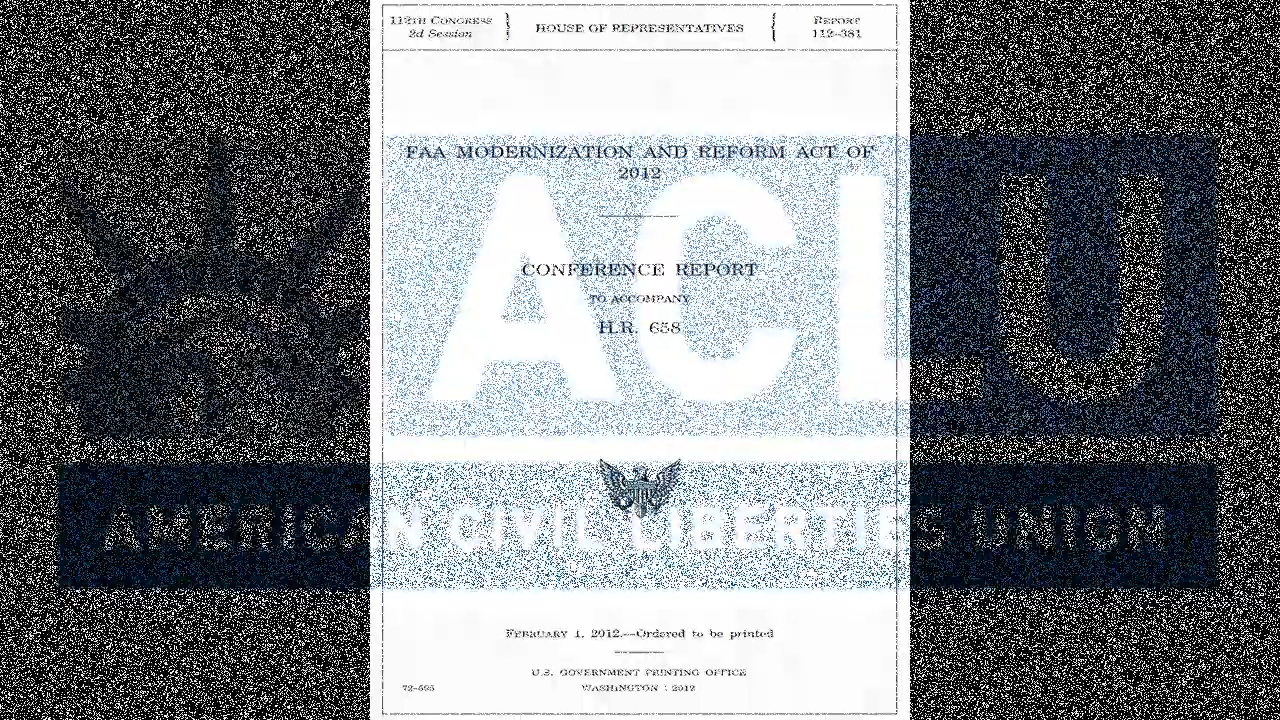 112TH CONGRESS
2d Session
HOUSE OF REPRESENTATIVES
REPORT
112–381
FAA MODERNIZATION AND REFORM ACT OF
2012
ACLU
CONFERENCE REPORT
TO ACCOMPANY
H.R. 658
AMERICAN CIVIL LIBERTIES UNION
FEBRUARY 1, 2012.—Ordered to be printed
U.S. GOVERNMENT PRINTING OFFICE
72–595
WASHINGTON : 2012